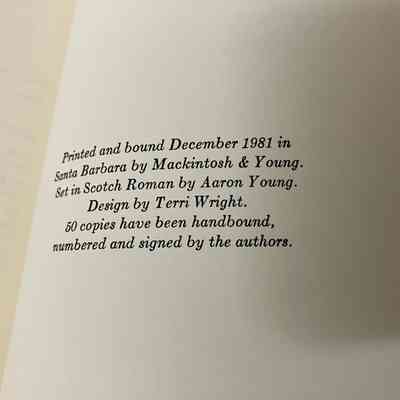 Printed and bound December 1981 in
Santa Barbara by Mackintosh & Young.
Set in Scotch Roman by Aaron Young.
Design by Terri Wright.
50 copies have been handbound,
numbered and signed by the authors.